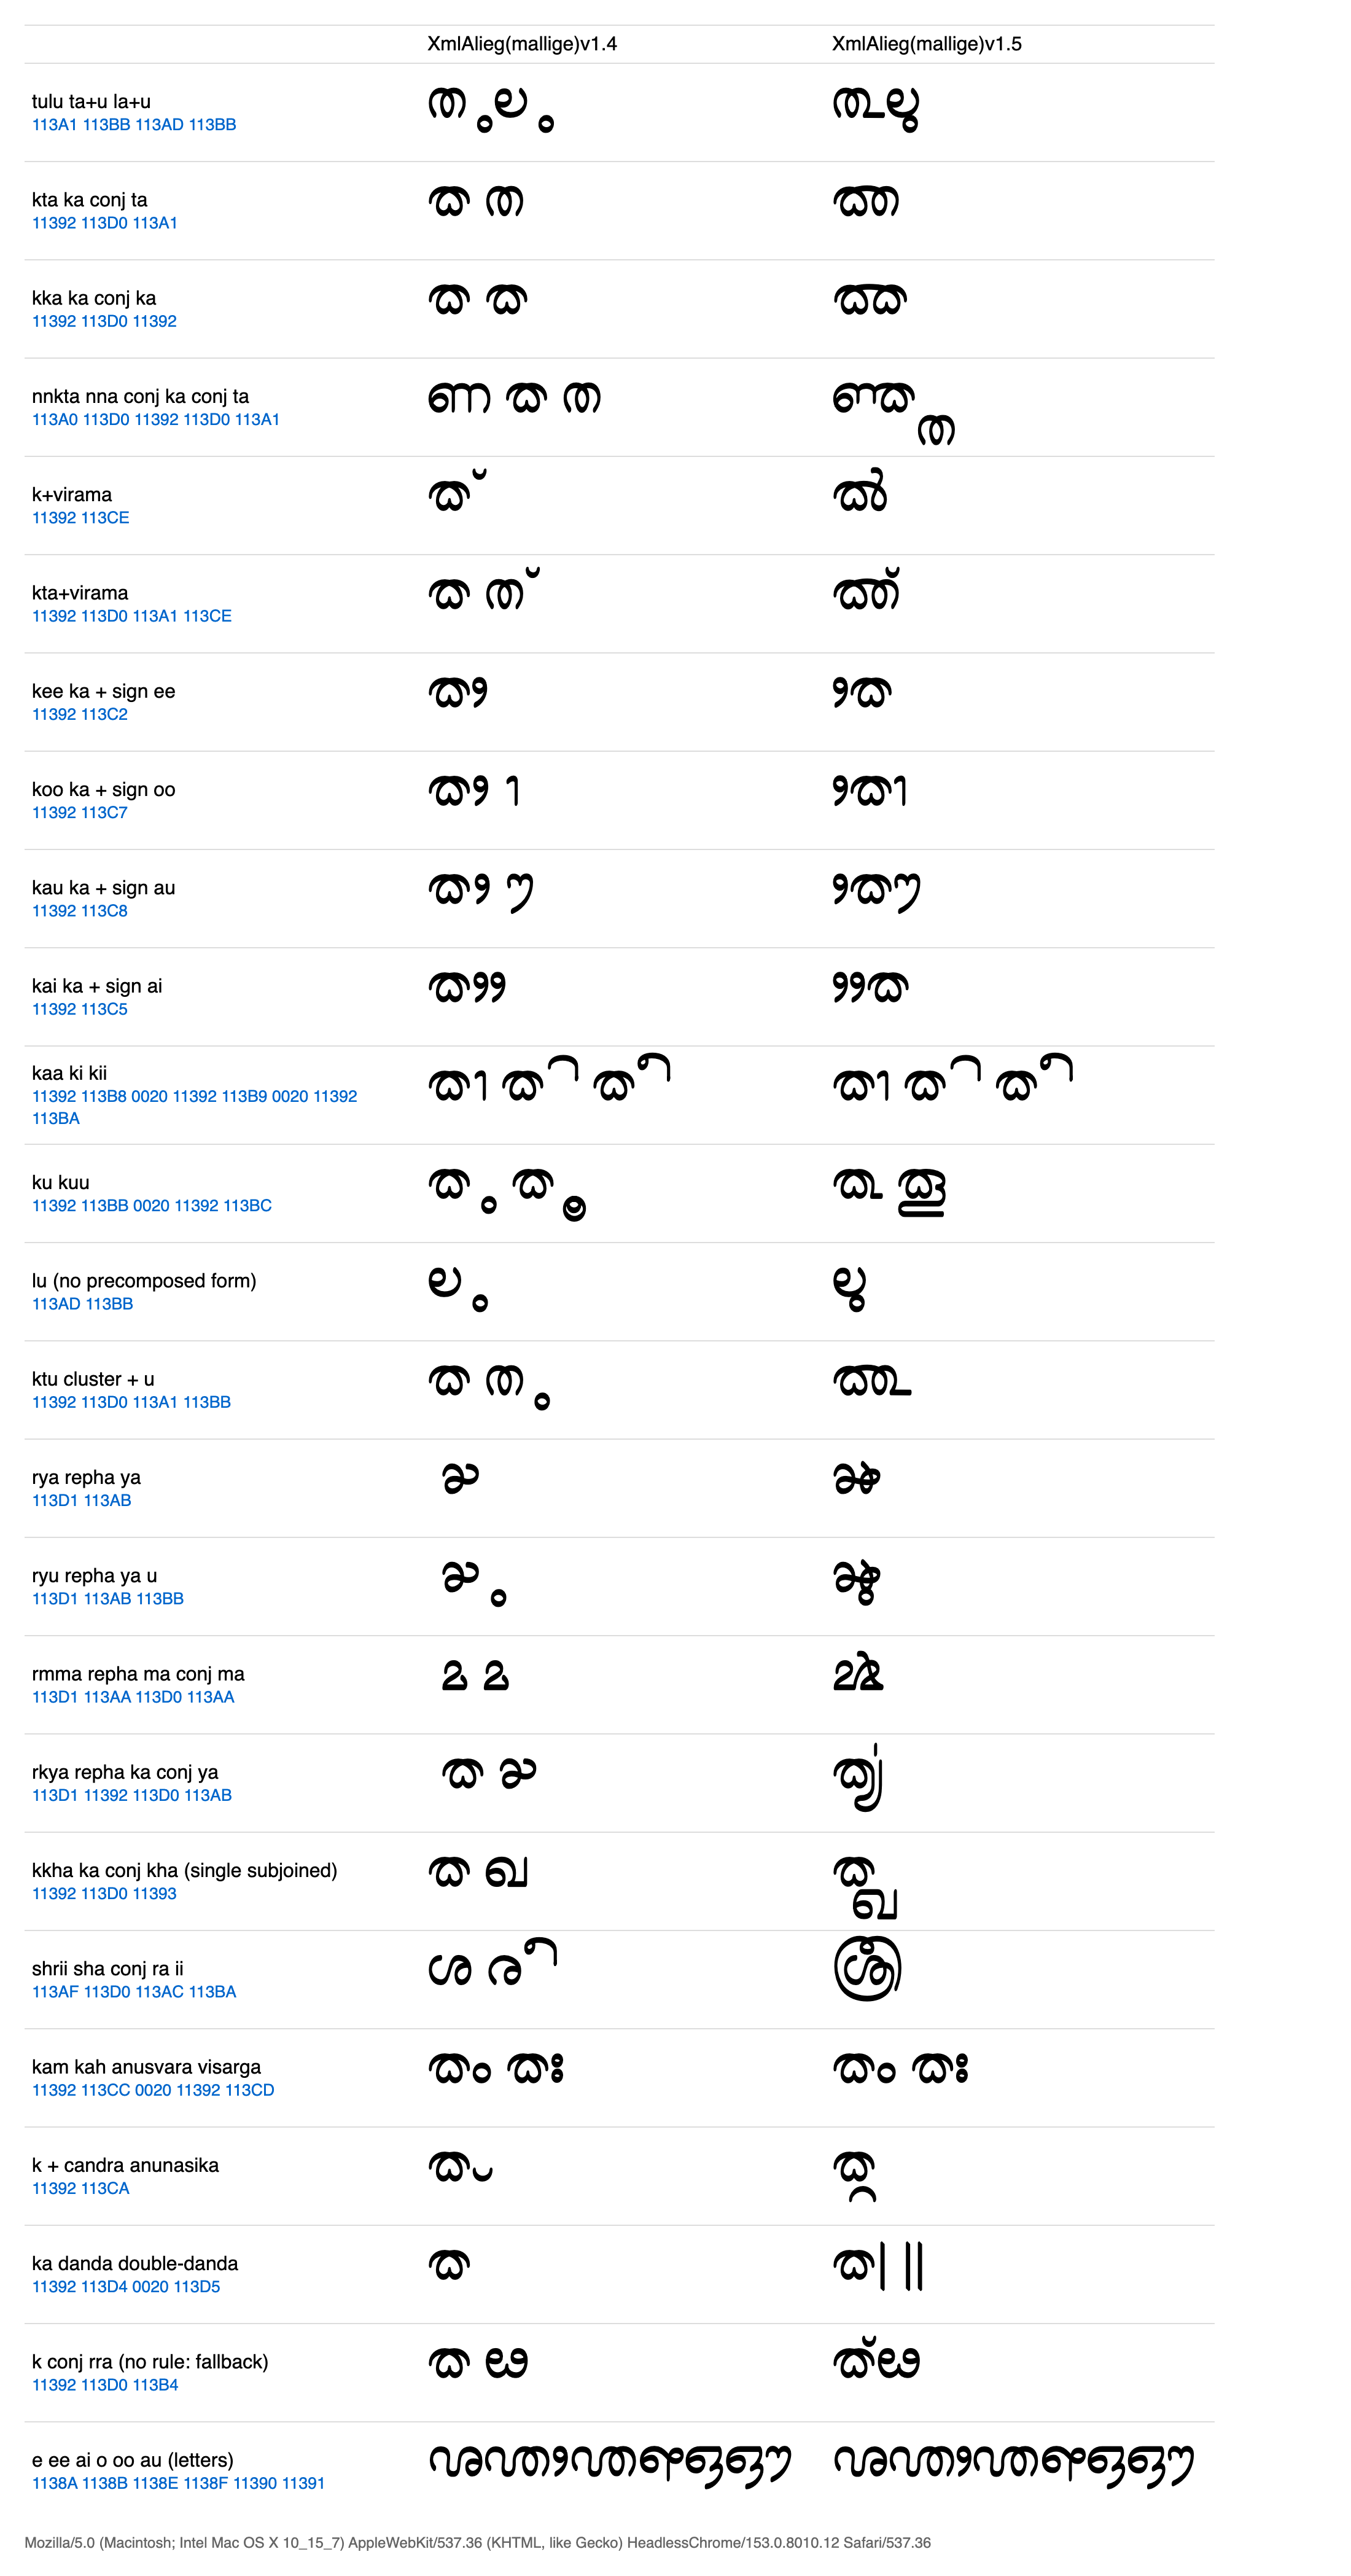 XmlAlieg(mallige)v1.4 XmlAlieg(mallige)v1.5
tulu ta+u la+u 𑎡𑎻𑎭𑎻 𑎡𑎻𑎭𑎻
113A1 113BB 113AD 113BB
kta ka conj ta 𑎒𑏐𑎡 𑎒𑏐𑎡
11392 113D0 113A1
kka ka conj ka 𑎒𑏐𑎒 𑎒𑏐𑎒
11392 113D0 11392
nnkta nna conj ka conj ta 𑎠𑏐𑎒𑏐𑎡 𑎠𑏐𑎒𑏐𑎡
113A0 113D0 11392 113D0 113A1
k+virama 𑎒𑏎 𑎒𑏎
11392 113CE
kta+virama 𑎒𑏐𑎡𑏎 𑎒𑏐𑎡𑏎
11392 113D0 113A1 113CE
kee ka + sign ee 𑎒𑏂 𑎒𑏂
11392 113C2
koo ka + sign oo 𑎒𑏇 𑎒𑏇
11392 113C7
kau ka + sign au 𑎒𑏈 𑎒𑏈
11392 113C8
kai ka + sign ai 𑎒𑏅 𑎒𑏅
11392 113C5
kaa ki kii 𑎒𑎸 𑎒𑎹 𑎒𑎺 𑎒𑎸 𑎒𑎹 𑎒𑎺
11392 113B8 0020 11392 113B9 0020 11392
113BA
ku kuu 𑎒𑎻 𑎒𑎼 𑎒𑎻 𑎒𑎼
11392 113BB 0020 11392 113BC
lu (no precomposed form) 𑎭𑎻 𑎭𑎻
113AD 113BB
ktu cluster + u 𑎒𑏐𑎡𑎻 𑎒𑏐𑎡𑎻
11392 113D0 113A1 113BB
rya repha ya 𑏑𑎫 𑏑𑎫
113D1 113AB
ryu repha ya u 𑏑𑎫𑎻 𑏑𑎫𑎻
113D1 113AB 113BB
rmma repha ma conj ma 𑏑𑎪𑏐𑎪 𑏑𑎪𑏐𑎪
113D1 113AA 113D0 113AA
rkya repha ka conj ya 𑏑𑎒𑏐𑎫 𑏑𑎒𑏐𑎫
113D1 11392 113D0 113AB
kkha ka conj kha (single subjoined) 𑎒𑏐𑎓 𑎒𑏐𑎓
11392 113D0 11393
shrii sha conj ra ii 𑎯𑏐𑎬𑎺 𑎯𑏐𑎬𑎺
113AF 113D0 113AC 113BA
kam kah anusvara visarga 𑎒𑏌 𑎒𑏍 𑎒𑏌 𑎒𑏍
11392 113CC 0020 11392 113CD
k + candra anunasika 𑎒𑏊 𑎒𑏊
11392 113CA
ka danda double-danda 𑎒 𑎒𑏔 𑏕
11392 113D4 0020 113D5
k conj rra (no rule: fallback) 𑎒𑏐𑎴 𑎒𑏐𑎴
11392 113D0 113B4
e ee ai o oo au (letters) 𑎊𑎋𑎎𑎏𑎐𑎑 𑎊𑎋𑎎𑎏𑎐𑎑
1138A 1138B 1138E 1138F 11390 11391
Mozilla/5.0 (Macintosh; Intel Mac OS X 10_15_7) AppleWebKit/537.36 (KHTML, like Gecko) HeadlessChrome/153.0.8010.12 Safari/537.36